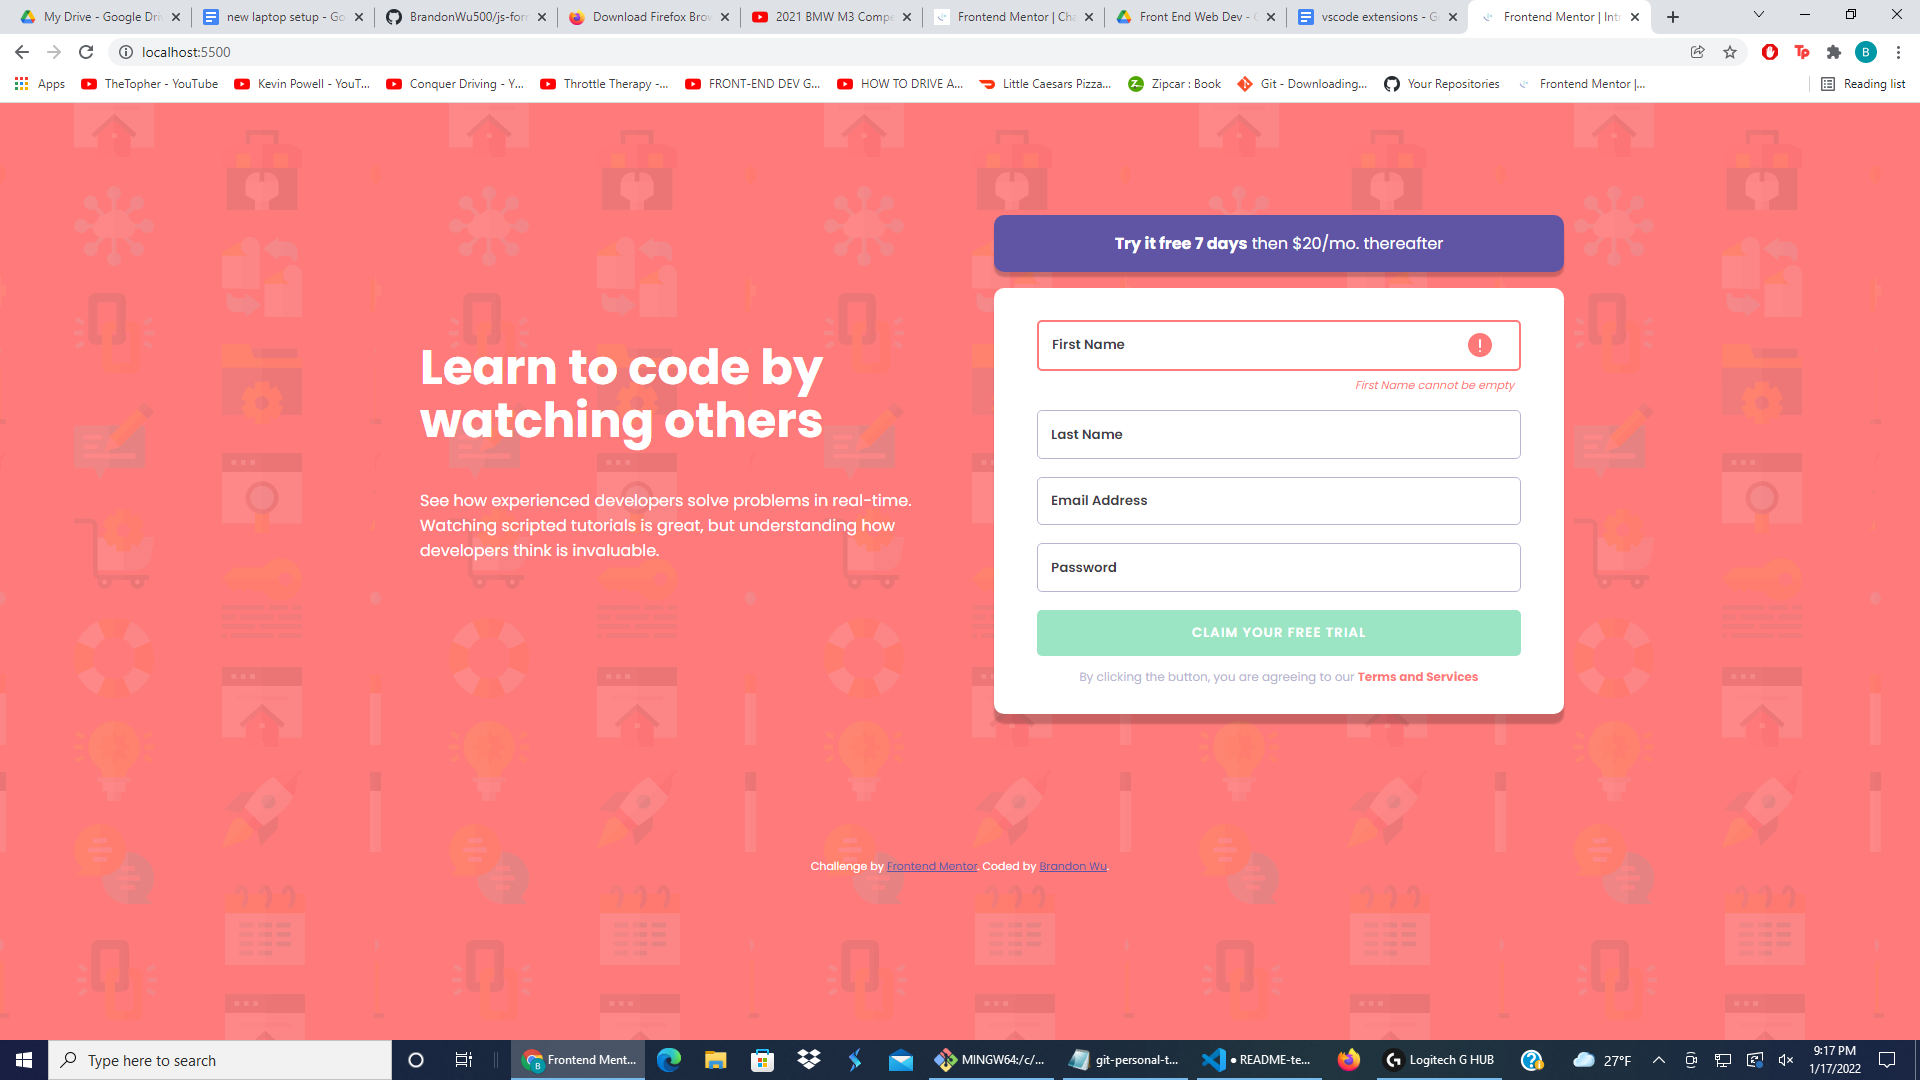 My Drive - Google Dri
new laptop setup - Go
BrandonWu500/js-for
Download Firefox Brow
2021 BMW M3 Compe
Frontend Mentor | Cha
Front End Web Dev - G
vscode extensions - G
Frontend Mentor | Int
localhost:5500
Apps
TheTopher - YouTube
Kevin Powell - YouT...
Conquer Driving - Y...
Throttle Therapy -...
FRONT-END DEV G...
HOW TO DRIVE A...
Little Caesars Pizza...
Zipcar : Book
Git - Downloading...
Your Repositories
Frontend Mentor |...
Reading list
Try it free 7 days then $20/mo. thereafter
Learn to code by
watching others
See how experienced developers solve problems in real-time.
Watching scripted tutorials is great, but understanding how
developers think is invaluable.
First Name
First Name cannot be empty
Last Name
Email Address
Password
CLAIM YOUR FREE TRIAL
By clicking the button, you are agreeing to our Terms and Services
Challenge by Frontend Mentor. Coded by Brandon Wu.
Type here to search
Frontend Ment...
MINGW64:/c/...
git-personal-t...
● README-te...
Logitech G HUB
27°F
9:17 PM
1/17/2022